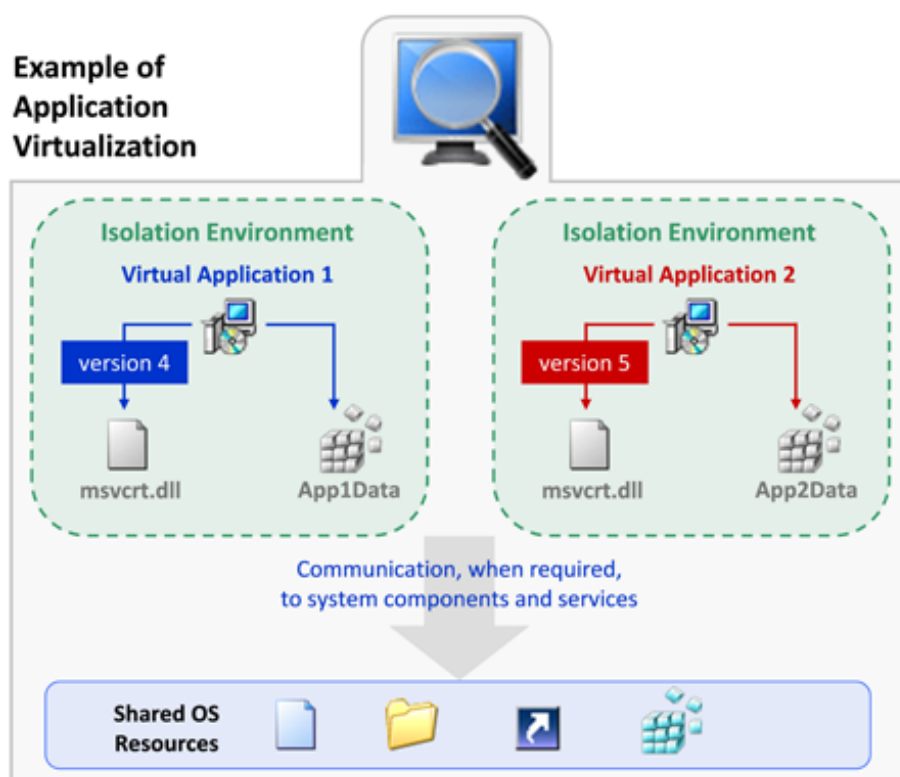 Example of
Application
Virtualization
Isolation Environment
Virtual Application 1
version 4
msvcrt.dll
App1Data
Isolation Environment
Virtual Application 2
version 5
msvcrt.dll
App2Data
Communication, when required,
to system components and services
Shared OS
Resources